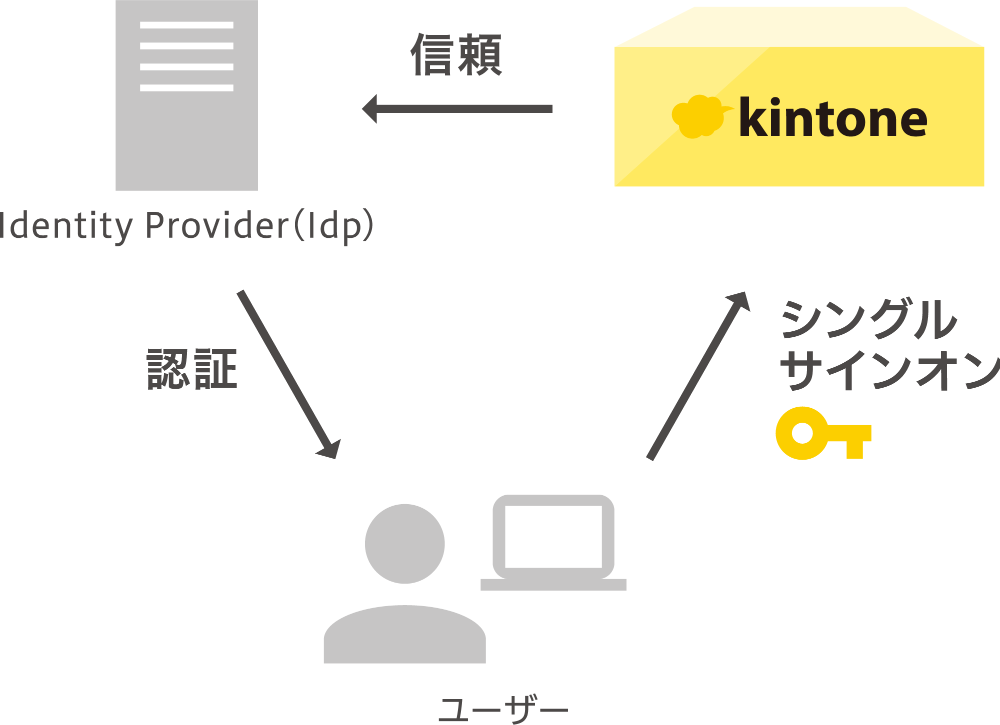 信頼
kintone
Identity Provider（Idp）
認証
シングル
サインオン
ユーザー